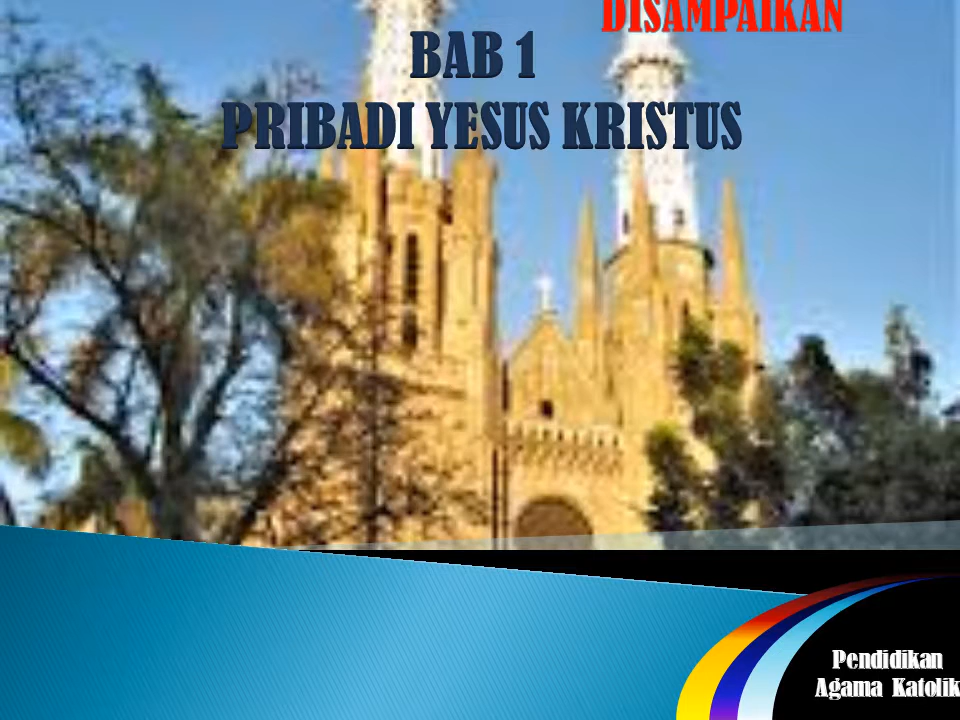 DISAMPAIKAN
BAB 1
PRIBADI YESUS KRISTUS
Pendidikan
Agama Katolik